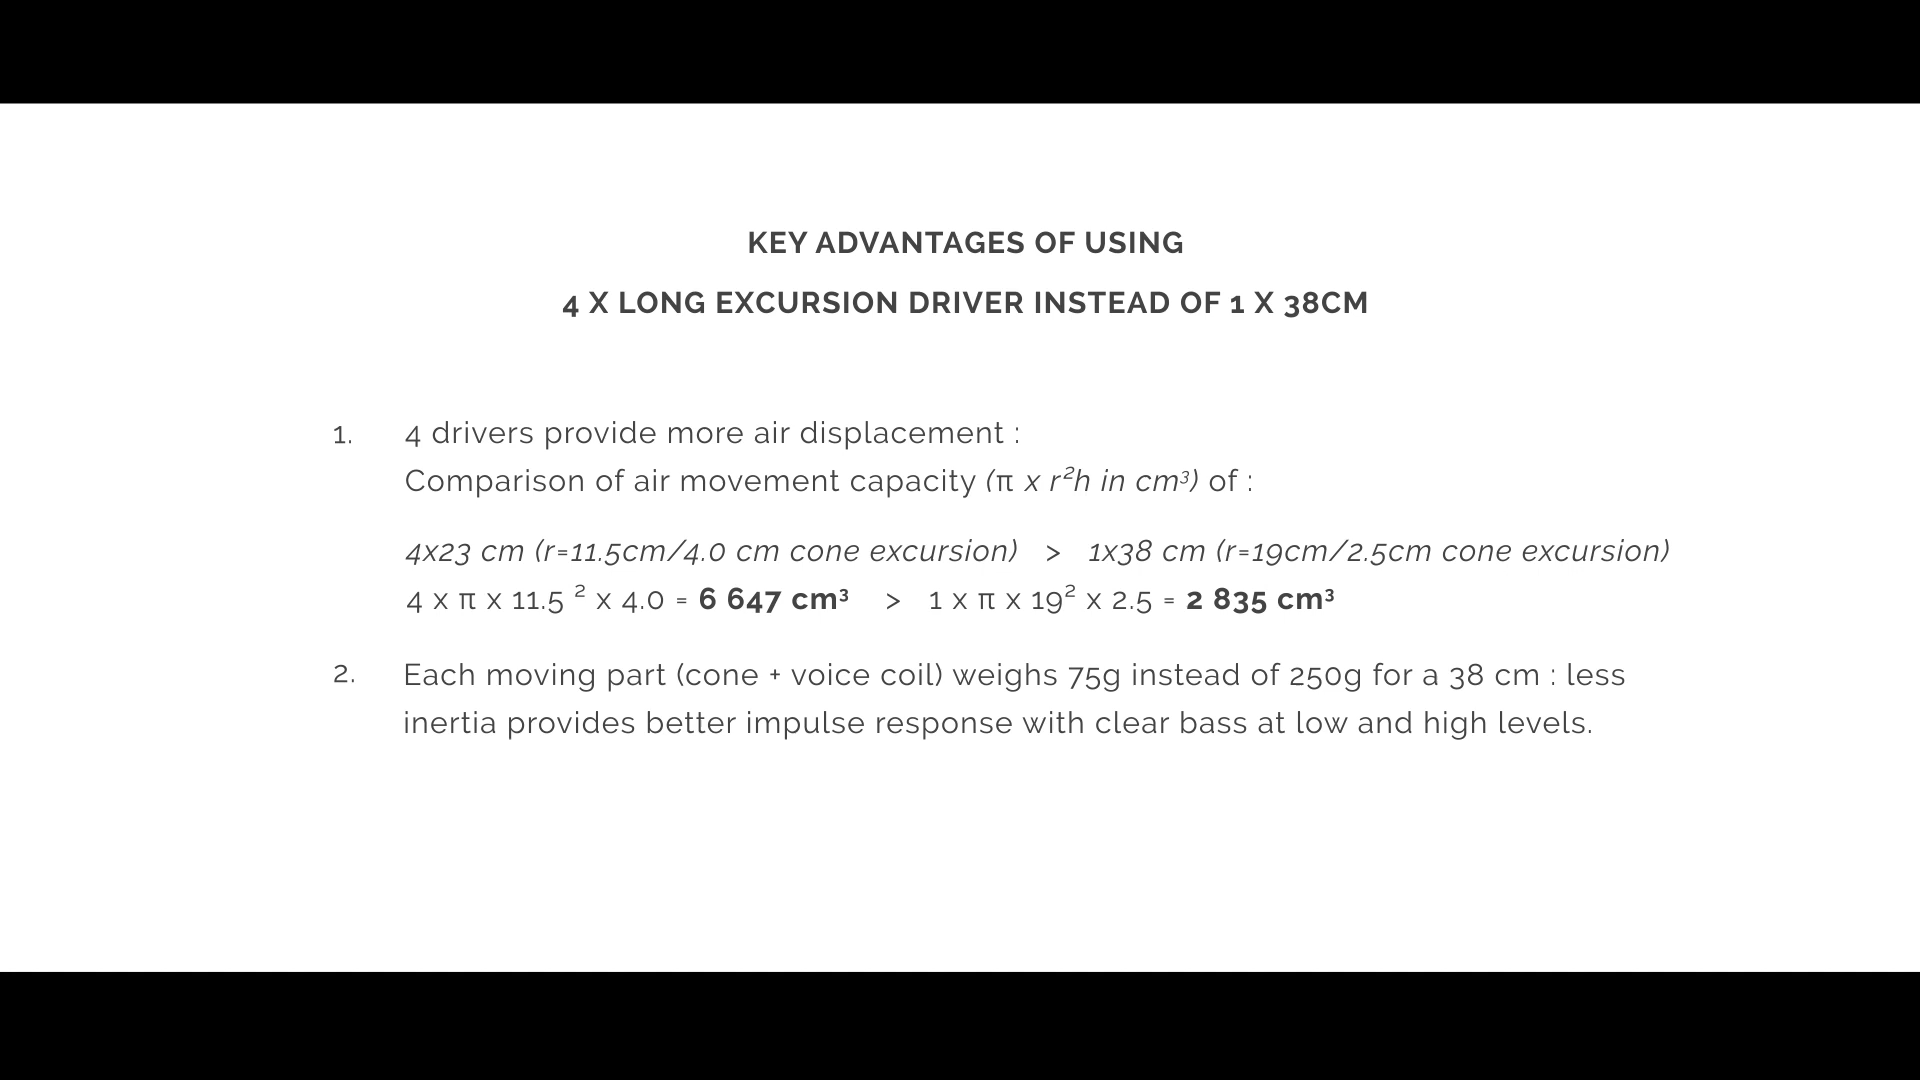 KEY ADVANTAGES OF USING
4 X LONG EXCURSION DRIVER INSTEAD OF 1 X 38CM
1. 4 drivers provide more air displacement :
Comparison of air movement capacity (π x r²h in cm³) of :
4x23 cm (r=11.5cm/4.0 cm cone excursion) > 1x38 cm (r=19cm/2.5cm cone excursion)
4 x π x 11.5 ² x 4.0 = 6 647 cm³ > 1 x π x 19² x 2.5 = 2 835 cm³
2. Each moving part (cone + voice coil) weighs 75g instead of 250g for a 38 cm : less
inertia provides better impulse response with clear bass at low and high levels.